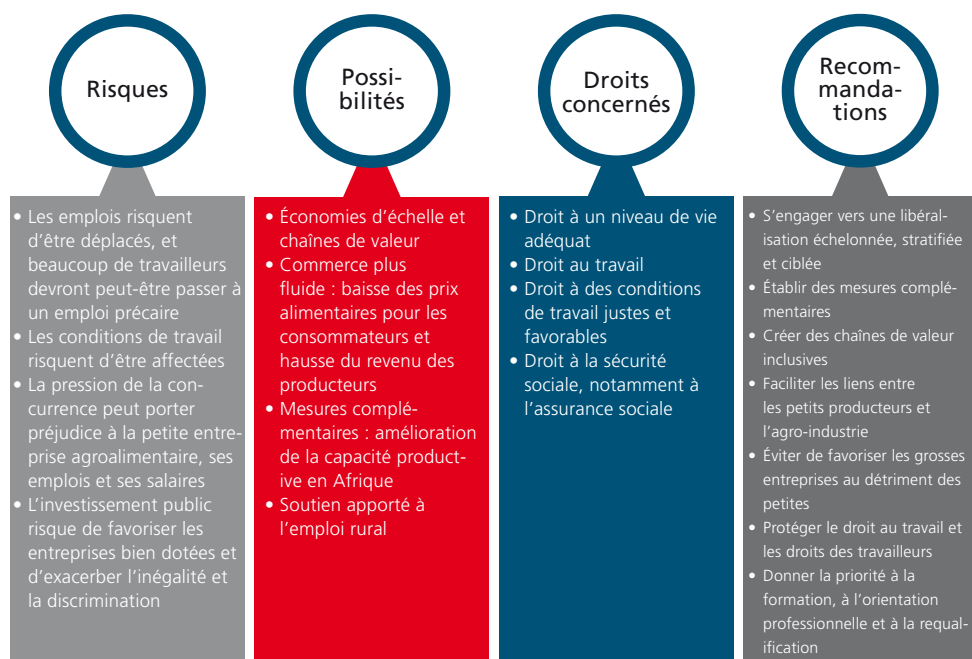 Risques
• Les emplois risquent
d’être déplacés, et
beaucoup de travailleurs
devront peut-être passer à
un emploi précaire
• Les conditions de travail
risquent d’être affectées
• La pression de la con-
currence peut porter
préjudice à la petite entre-
prise agroalimentaire, ses
emplois et ses salaires
• L’investissement public
risque de favoriser les
entreprises bien dotées et
d’exacerber l’inégalité et
la discrimination
Possi-
bilités
• Économies d’échelle et
chaînes de valeur
• Commerce plus
fluide : baisse des prix
alimentaires pour les
consommateurs et
hausse du revenu des
producteurs
• Mesures complé-
mentaires : amélioration
de la capacité product-
ive en Afrique
• Soutien apporté à
l’emploi rural
Droits
concernés
• Droit à un niveau de vie
adéquat
• Droit au travail
• Droit à des conditions
de travail justes et
favorables
• Droit à la sécurité
sociale, notamment à
l’assurance sociale
Recom-
manda-
tions
• S’engager vers une libéral-
isation échelonnée, stratifiée
et ciblée
• Établir des mesures complé-
mentaires
• Créer des chaînes de valeur
inclusives
• Faciliter les liens entre
les petits producteurs et
l’agro-industrie
• Éviter de favoriser les grosses
entreprises au détriment des
petites
• Protéger le droit au travail et
les droits des travailleurs
• Donner la priorité à la
formation, à l’orientation
professionnelle et à la requal-
ification